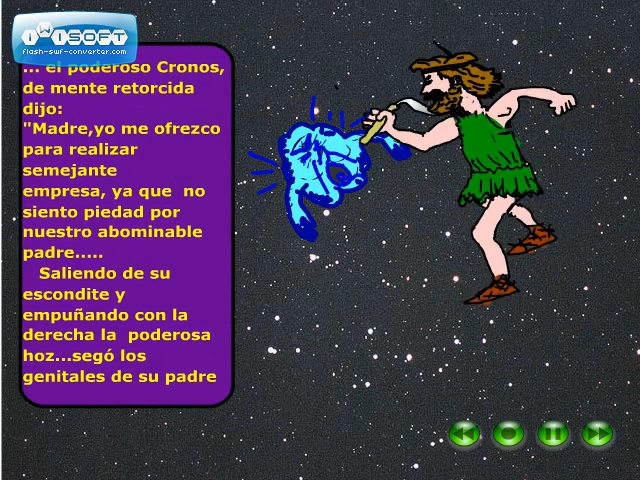 iWiSOFT
flash-swf-converter.com
... el poderoso Cronos,
de mente retorcida
dijo:
"Madre,yo me ofrezco
para realizar
semejante
empresa, ya que  no
siento piedad por
nuestro abominable
padre.....
Saliendo de su
escondite y
empuñando con la
derecha la  poderosa
hoz...segó los
genitales de su padre